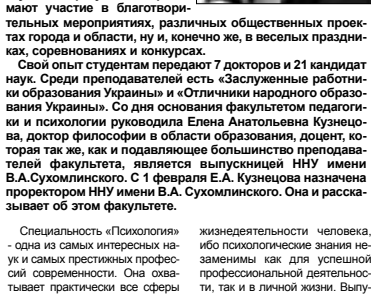 мают участие в благотвори-
тельных мероприятиях, различных общественных проек-
тах города и области, ну и, конечно же, в веселых праздни-
ках, соревнованиях и конкурсах.
Свой опыт студентам передают 7 докторов и 21 кандидат
наук. Среди преподавателей есть «Заслуженные работни-
ки образования Украины» и «Отличники народного образо-
вания Украины». Со дня основания факультетом педагоги-
ки и психологии руководила Елена Анатольевна Кузнецо-
ва, доктор философии в области образования, доцент, ко-
торая так же, как и подавляющее большинство преподава-
телей факультета, является выпускницей ННУ имени
В.А.Сухомлинского. С 1 февраля Е.А. Кузнецова назначена
проректором ННУ имени В.А. Сухомлинского. Она и расска-
зывает об этом факультете.
Специальность «Психология»
- одна из самых интересных на-
ук и самых престижных профес-
сий современности. Она охва-
тывает практически все сферы
жизнедеятельности человека,
ибо психологические знания не-
заменимы как для успешной
профессиональной деятельнос-
ти, так и в личной жизни. Выпу-